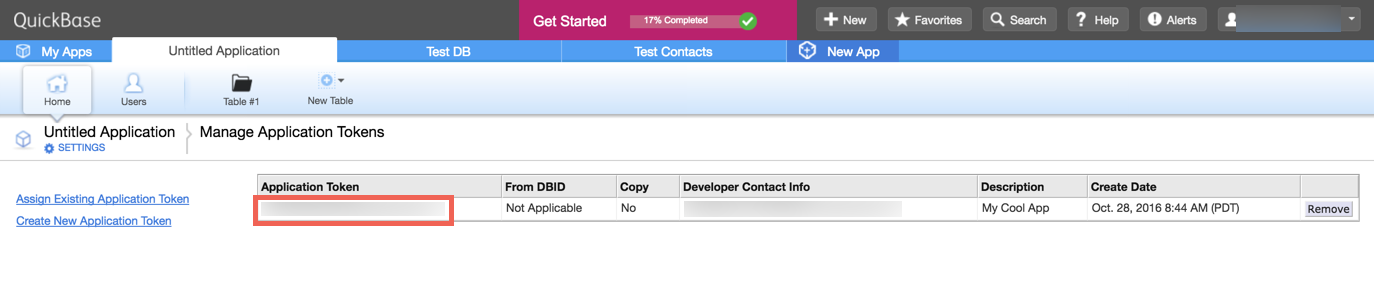 QuickBase Get Started 17% Completed New Favorites Search Help Alerts
My Apps Untitled Application Test DB Test Contacts New App
Home Users Table #1 New Table
Untitled Application Manage Application Tokens
SETTINGS
Application Token From DBID Copy Developer Contact Info Description Create Date
Assign Existing Application Token
Not Applicable No My Cool App Oct. 28, 2016 8:44 AM (PDT) Remove
Create New Application Token